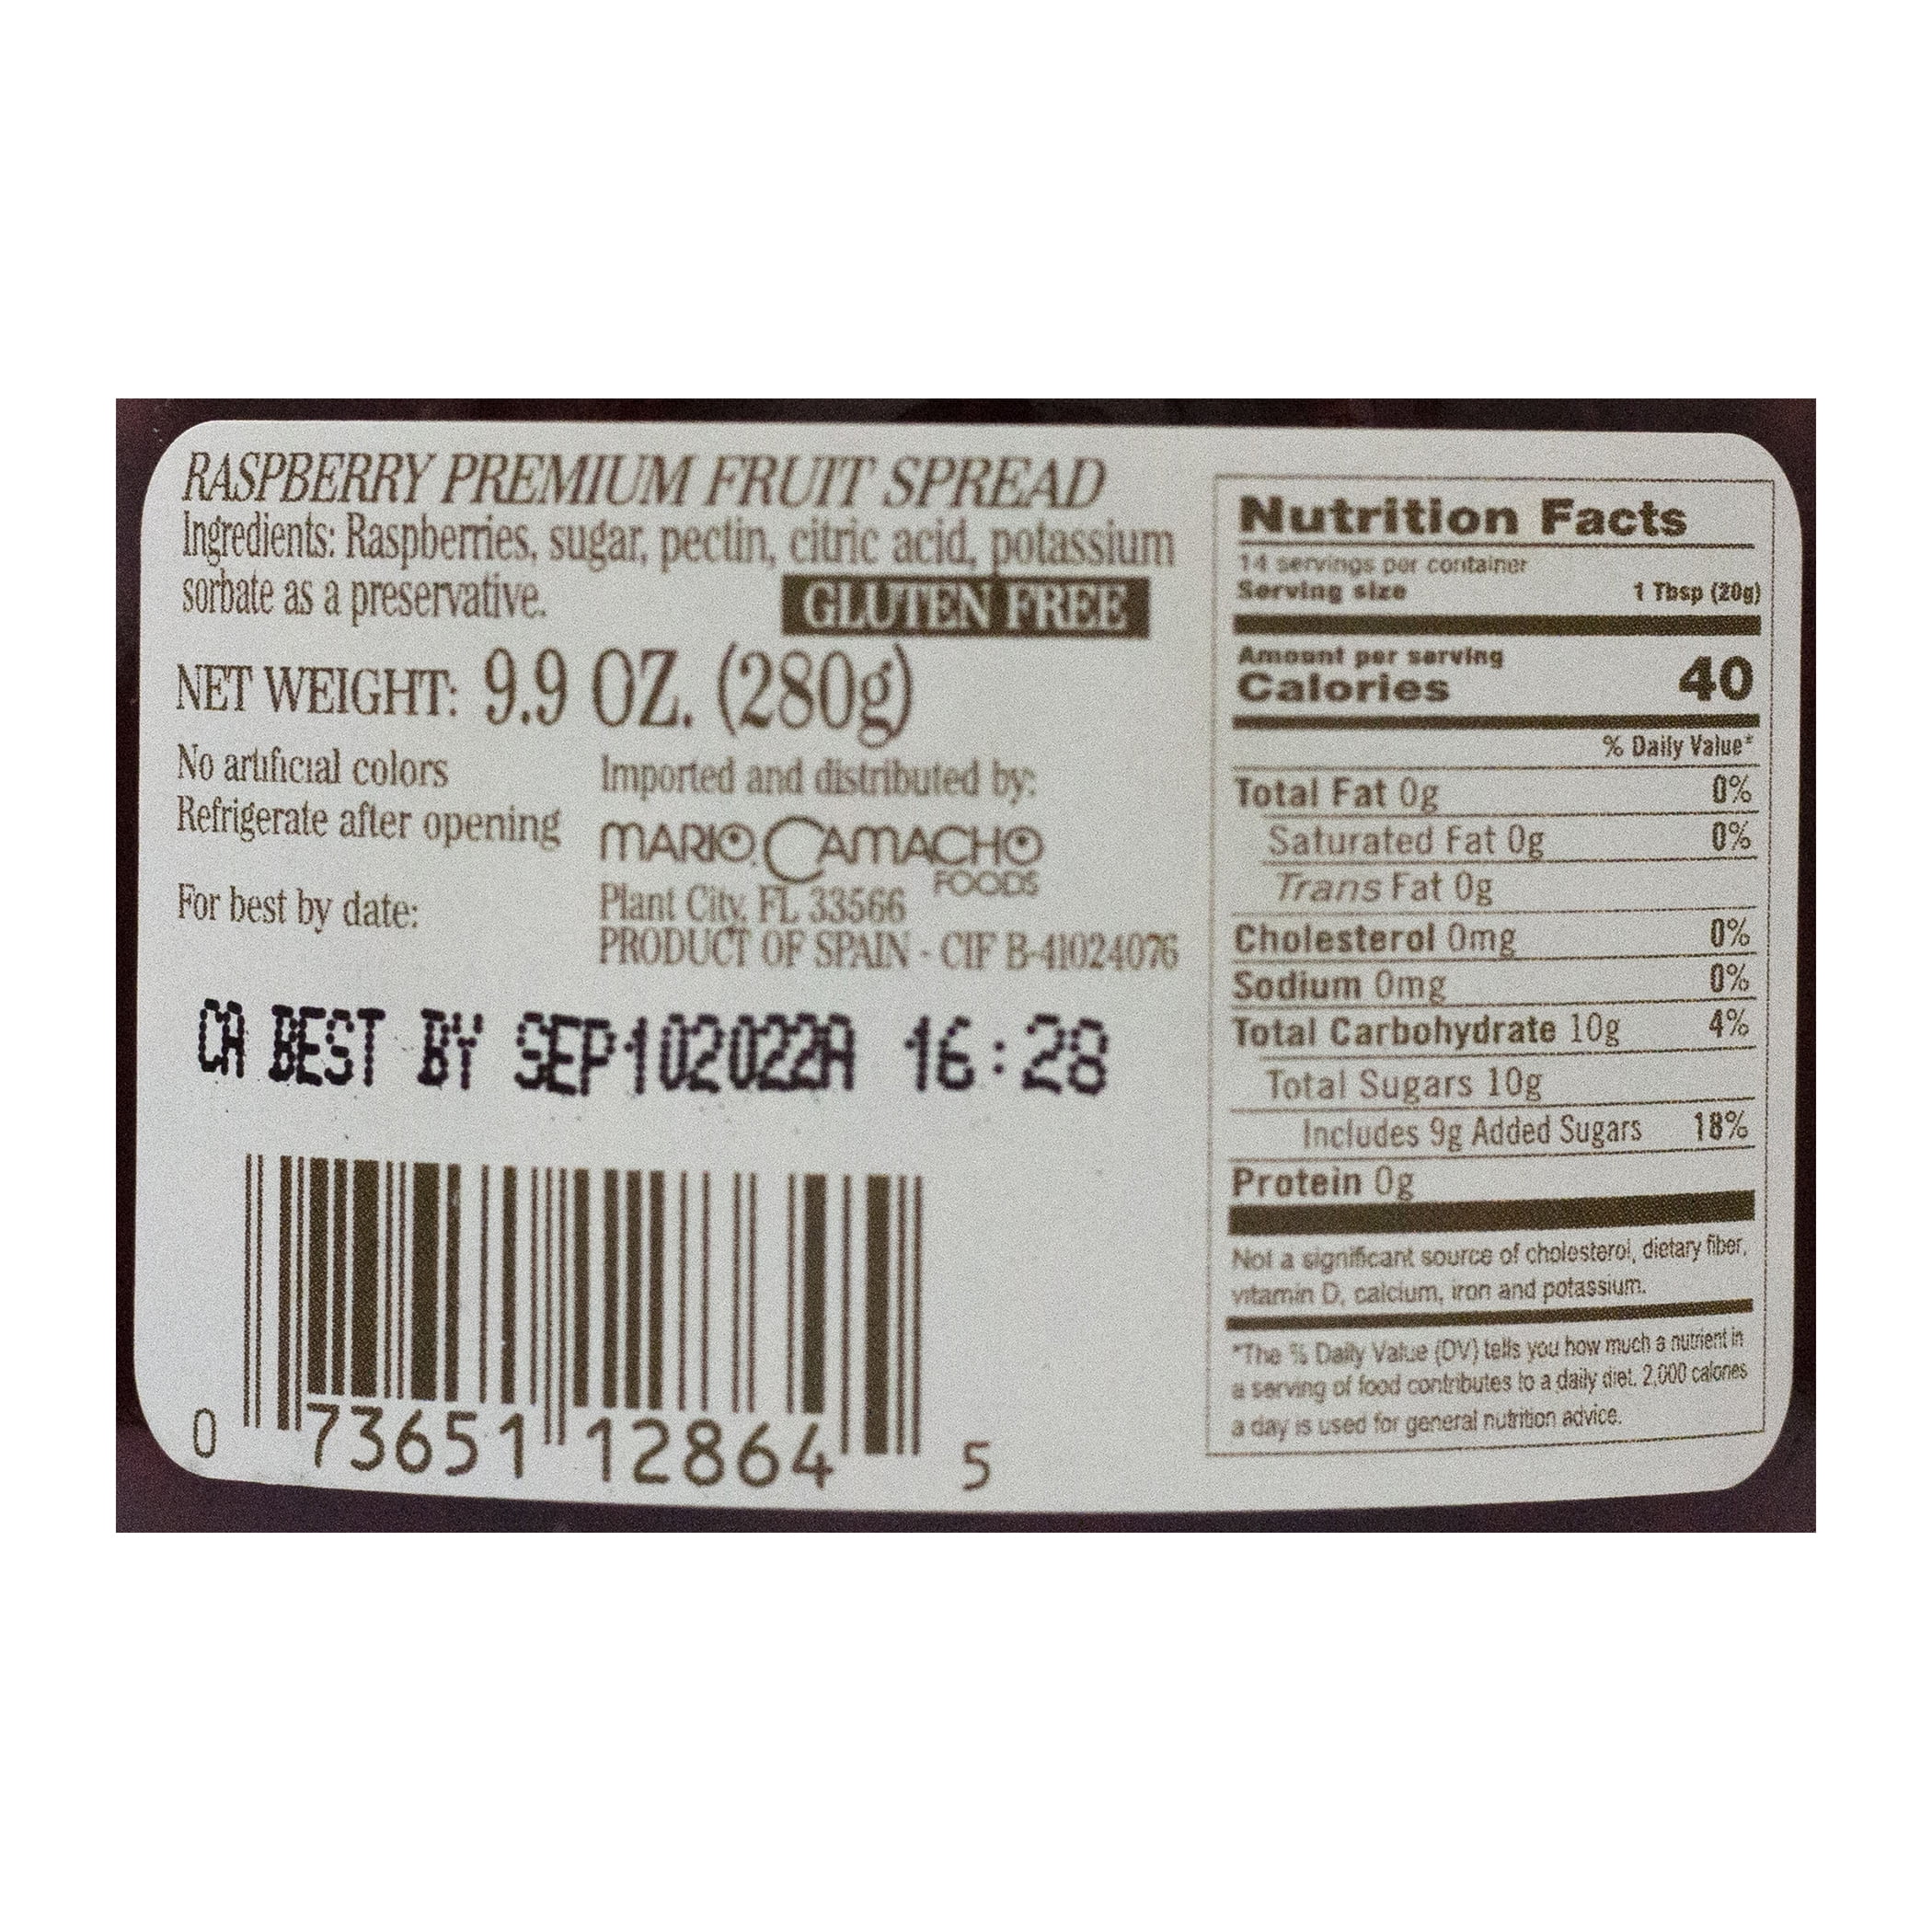 RASPBERRY PREMIUM FRUIT SPREAD
Ingredients: Raspberries, sugar, pectin, citric acid, potassium
sorbate as a preservative.
GLUTEN FREE
NET WEIGHT: 9.9 OZ. (280g)
No artificial colors
Refrigerate after opening
For best by date:
Imported and distributed by:
MARIO CAMACHO
FOODS
Plant City, FL 33566
PRODUCT OF SPAIN - CIF B-41024076
CA BEST BY SEP102022A 16:28
0 73651 12864 5
Nutrition Facts
14 servings per container
Serving size 1 Tbsp (20g)
Amount per serving
Calories 40
% Daily Value*
Total Fat 0g 0%
Saturated Fat 0g 0%
Trans Fat 0g
Cholesterol 0mg 0%
Sodium 0mg 0%
Total Carbohydrate 10g 4%
Total Sugars 10g
Includes 9g Added Sugars 18%
Protein 0g
Not a significant source of cholesterol, dietary fiber,
vitamin D, calcium, iron and potassium.
*The % Daily Value (DV) tells you how much a nutrient in
a serving of food contributes to a daily diet. 2,000 calories
a day is used for general nutrition advice.